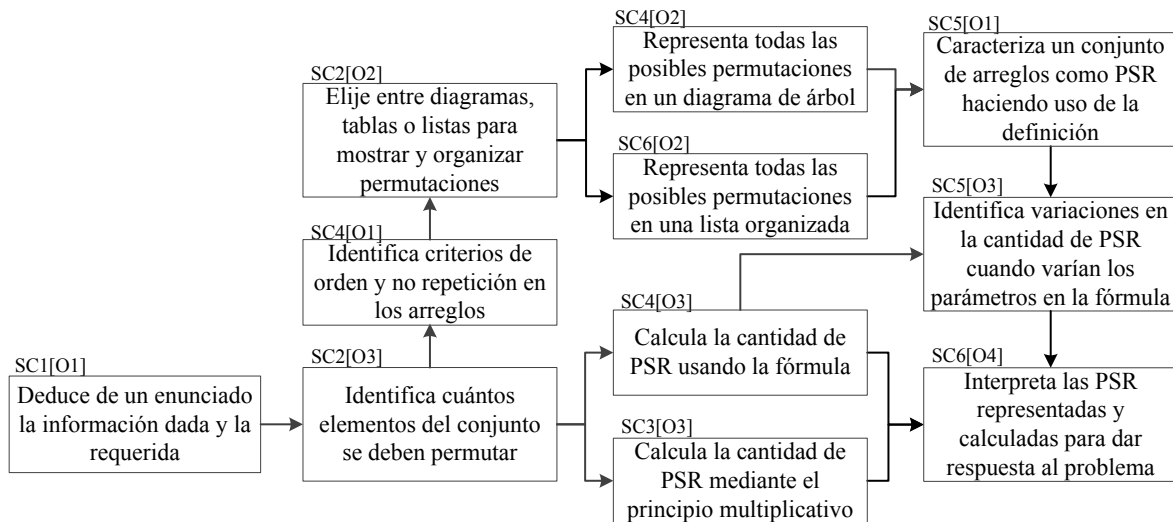 SC1[O1]
Deduce de un enunciado
la información dada y la
requerida
SC2[O3]
Identifica cuántos
elementos del conjunto
se deben permutar
SC4[O1]
Identifica criterios de
orden y no repetición en
los arreglos
SC2[O2]
Elije entre diagramas,
tablas o listas para
mostrar y organizar
permutaciones
SC4[O2]
Representa todas las
posibles permutaciones
en un diagrama de árbol
SC6[O2]
Representa todas las
posibles permutaciones
en una lista organizada
SC4[O3]
Calcula la cantidad de
PSR usando la fórmula
SC3[O3]
Calcula la cantidad de
PSR mediante el
principio multiplicativo
SC5[O1]
Caracteriza un conjunto
de arreglos como PSR
haciendo uso de la
definición
SC5[O3]
Identifica variaciones en
la cantidad de PSR
cuando varían los
parámetros en la fórmula
SC6[O4]
Interpreta las PSR
representadas y
calculadas para dar
respuesta al problema